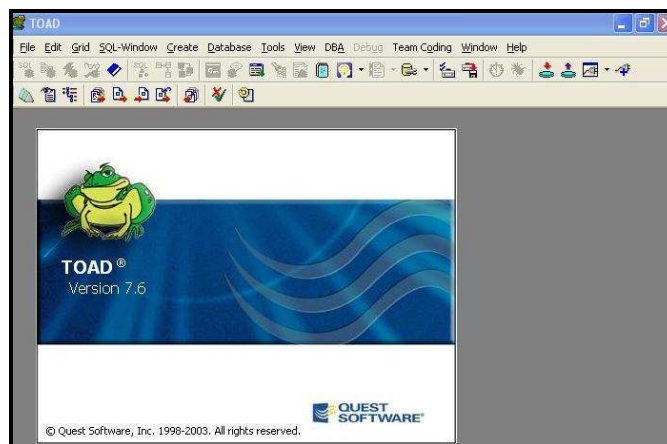 TOAD
File Edit Grid SQL-Window Create Database Tools View DBA Debug Team Coding Window Help
SQL
TOAD ®
Version 7.6
QUEST
SOFTWARE®
© Quest Software, Inc. 1998-2003. All rights reserved.